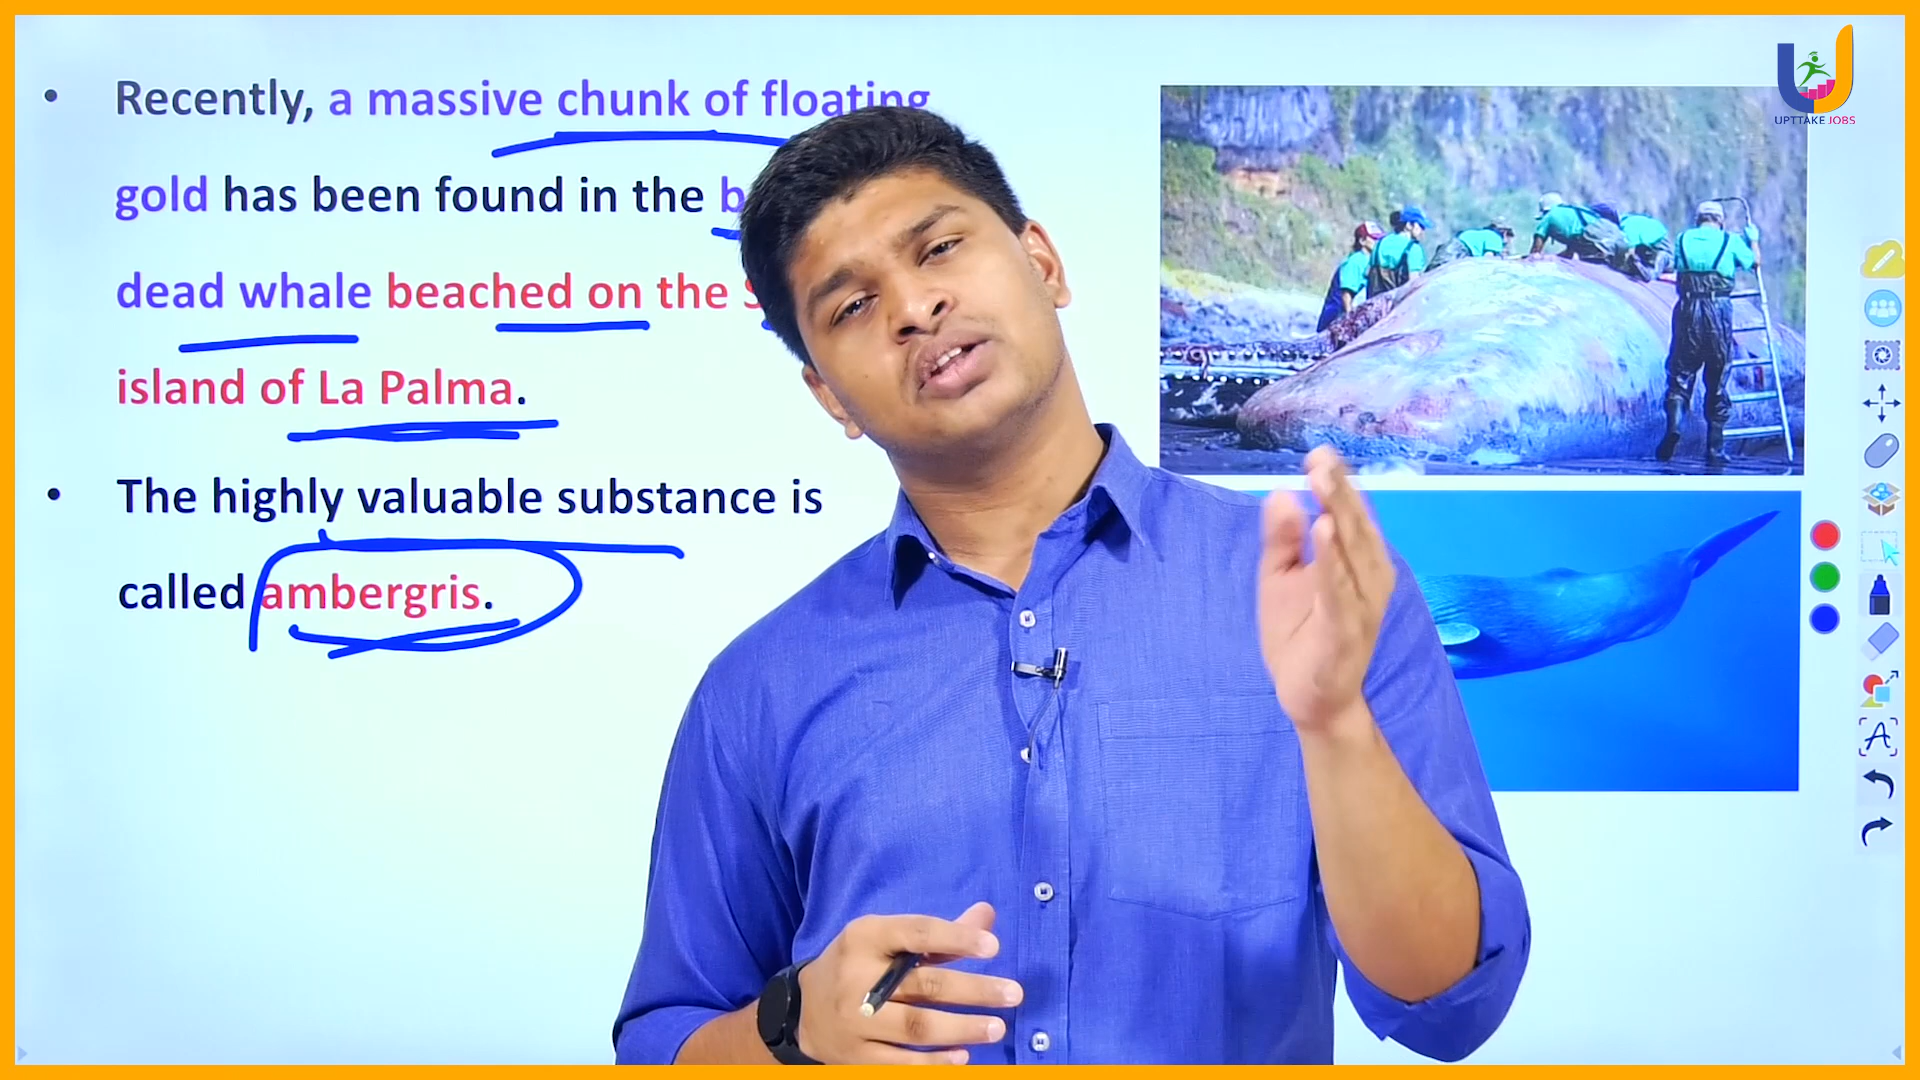 Recently, a massive chunk of floating
gold has been found in the
dead whale beached on the
island of La Palma.
The highly valuable substance is
called ambergris.
UPTTAKE JOBS